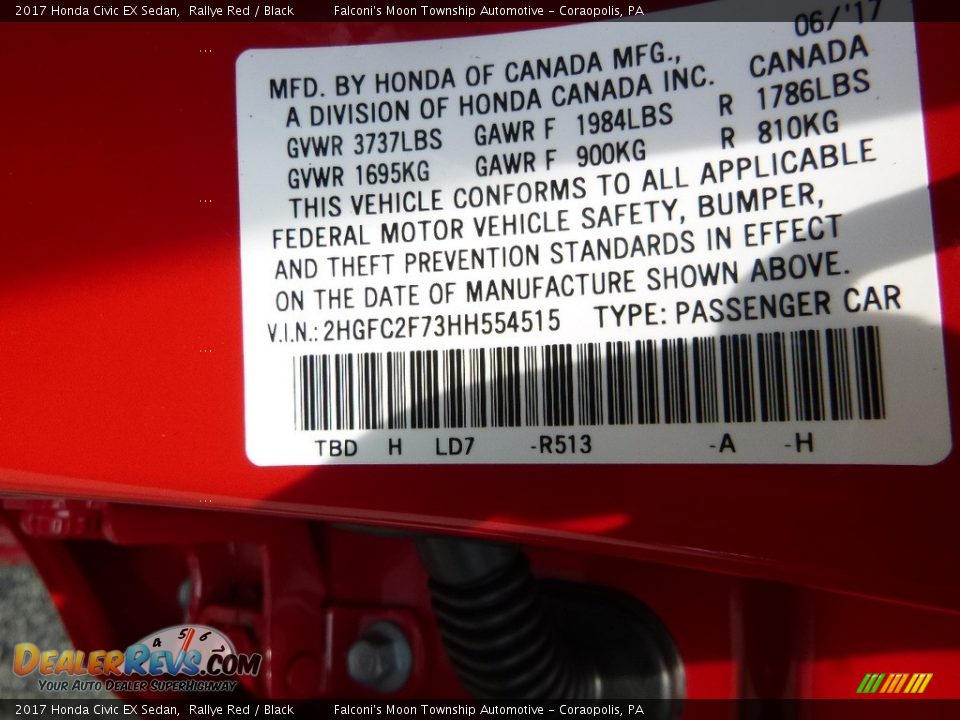 2017 Honda Civic EX Sedan,  Rallye Red / Black    Falconi's Moon Township Automotive - Coraopolis, PA
06/'17
MFD. BY HONDA OF CANADA MFG.,    CANADA
A DIVISION OF HONDA CANADA INC.
GVWR 3737LBS  GAWR F 1984LBS  R 1786LBS
GVWR 1695KG  GAWR F 900KG  R 810KG
THIS VEHICLE CONFORMS TO ALL APPLICABLE
FEDERAL MOTOR VEHICLE SAFETY, BUMPER,
AND THEFT PREVENTION STANDARDS IN EFFECT
ON THE DATE OF MANUFACTURE SHOWN ABOVE.
V.I.N.: 2HGFC2F73HH554515  TYPE: PASSENGER CAR
TBD  H  LD7  -R513  -A  -H
4 5 6
DEALERREVS.COM
YOUR AUTO DEALER SUPERHIGHWAY
2017 Honda Civic EX Sedan,  Rallye Red / Black    Falconi's Moon Township Automotive - Coraopolis, PA